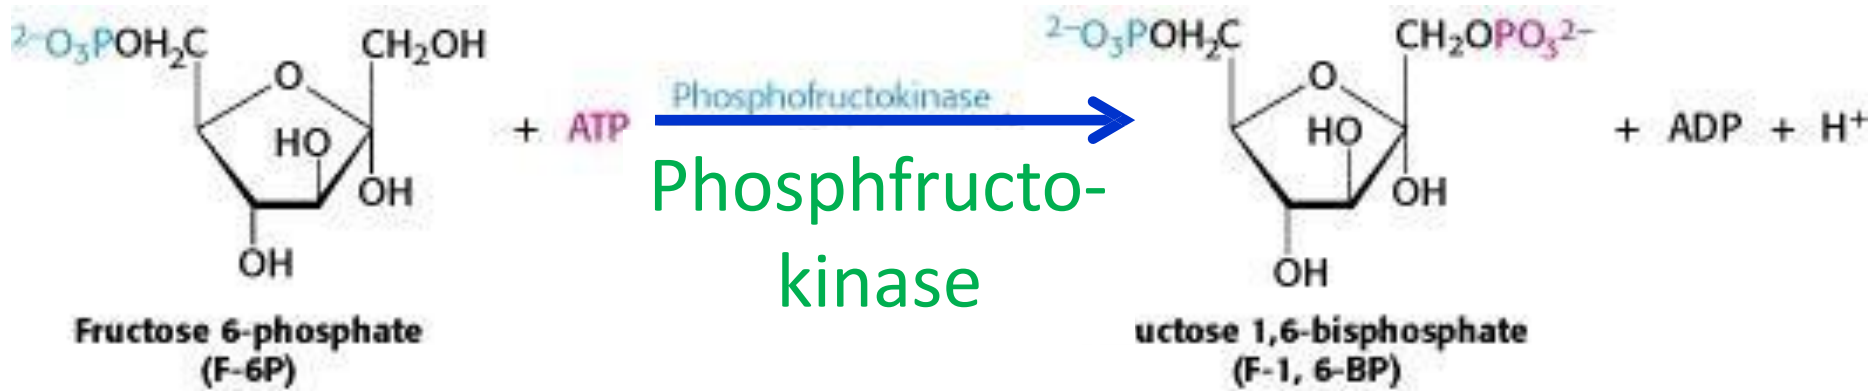 2-O3POH2C
CH2OH
O
HO
OH
OH
Fructose 6-phosphate
(F-6P)
+ ATP
Phosphofructokinase
Phosphfructo-
kinase
2-O3POH2C
CH2OPO32-
O
HO
OH
OH
uctose 1,6-bisphosphate
(F-1, 6-BP)
+ ADP + H+